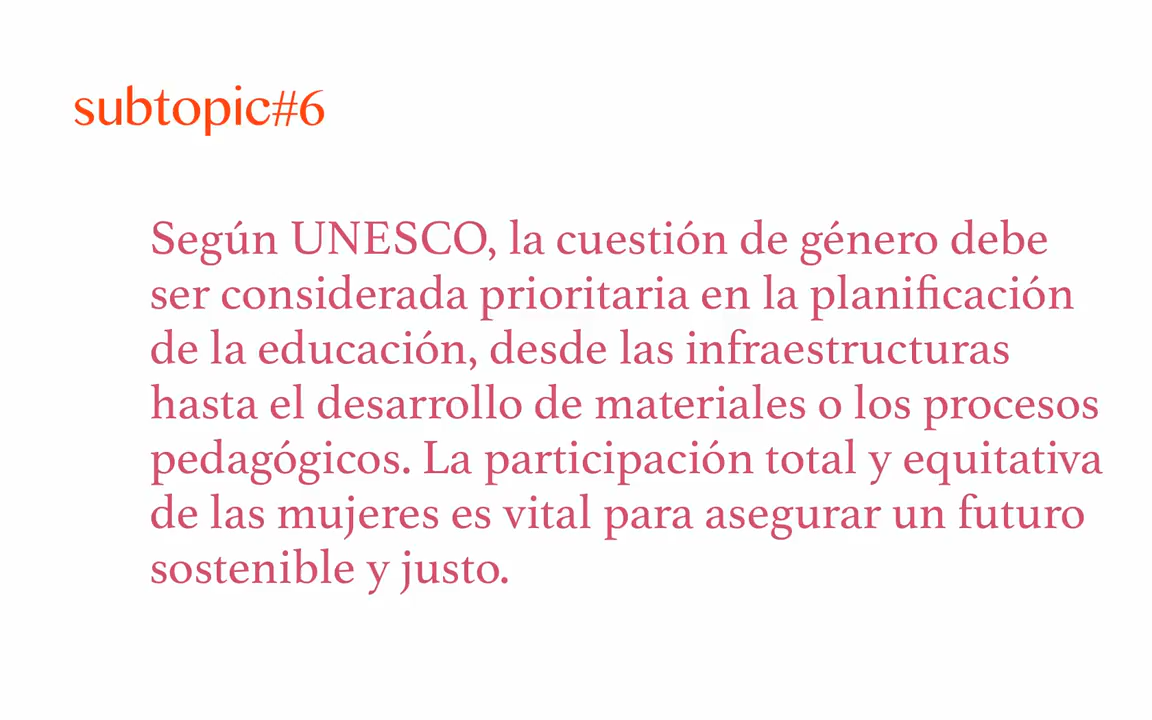 subtopic#6
Según UNESCO, la cuestión de género debe
ser considerada prioritaria en la planificación
de la educación, desde las infraestructuras
hasta el desarrollo de materiales o los procesos
pedagógicos. La participación total y equitativa
de las mujeres es vital para asegurar un futuro
sostenible y justo.